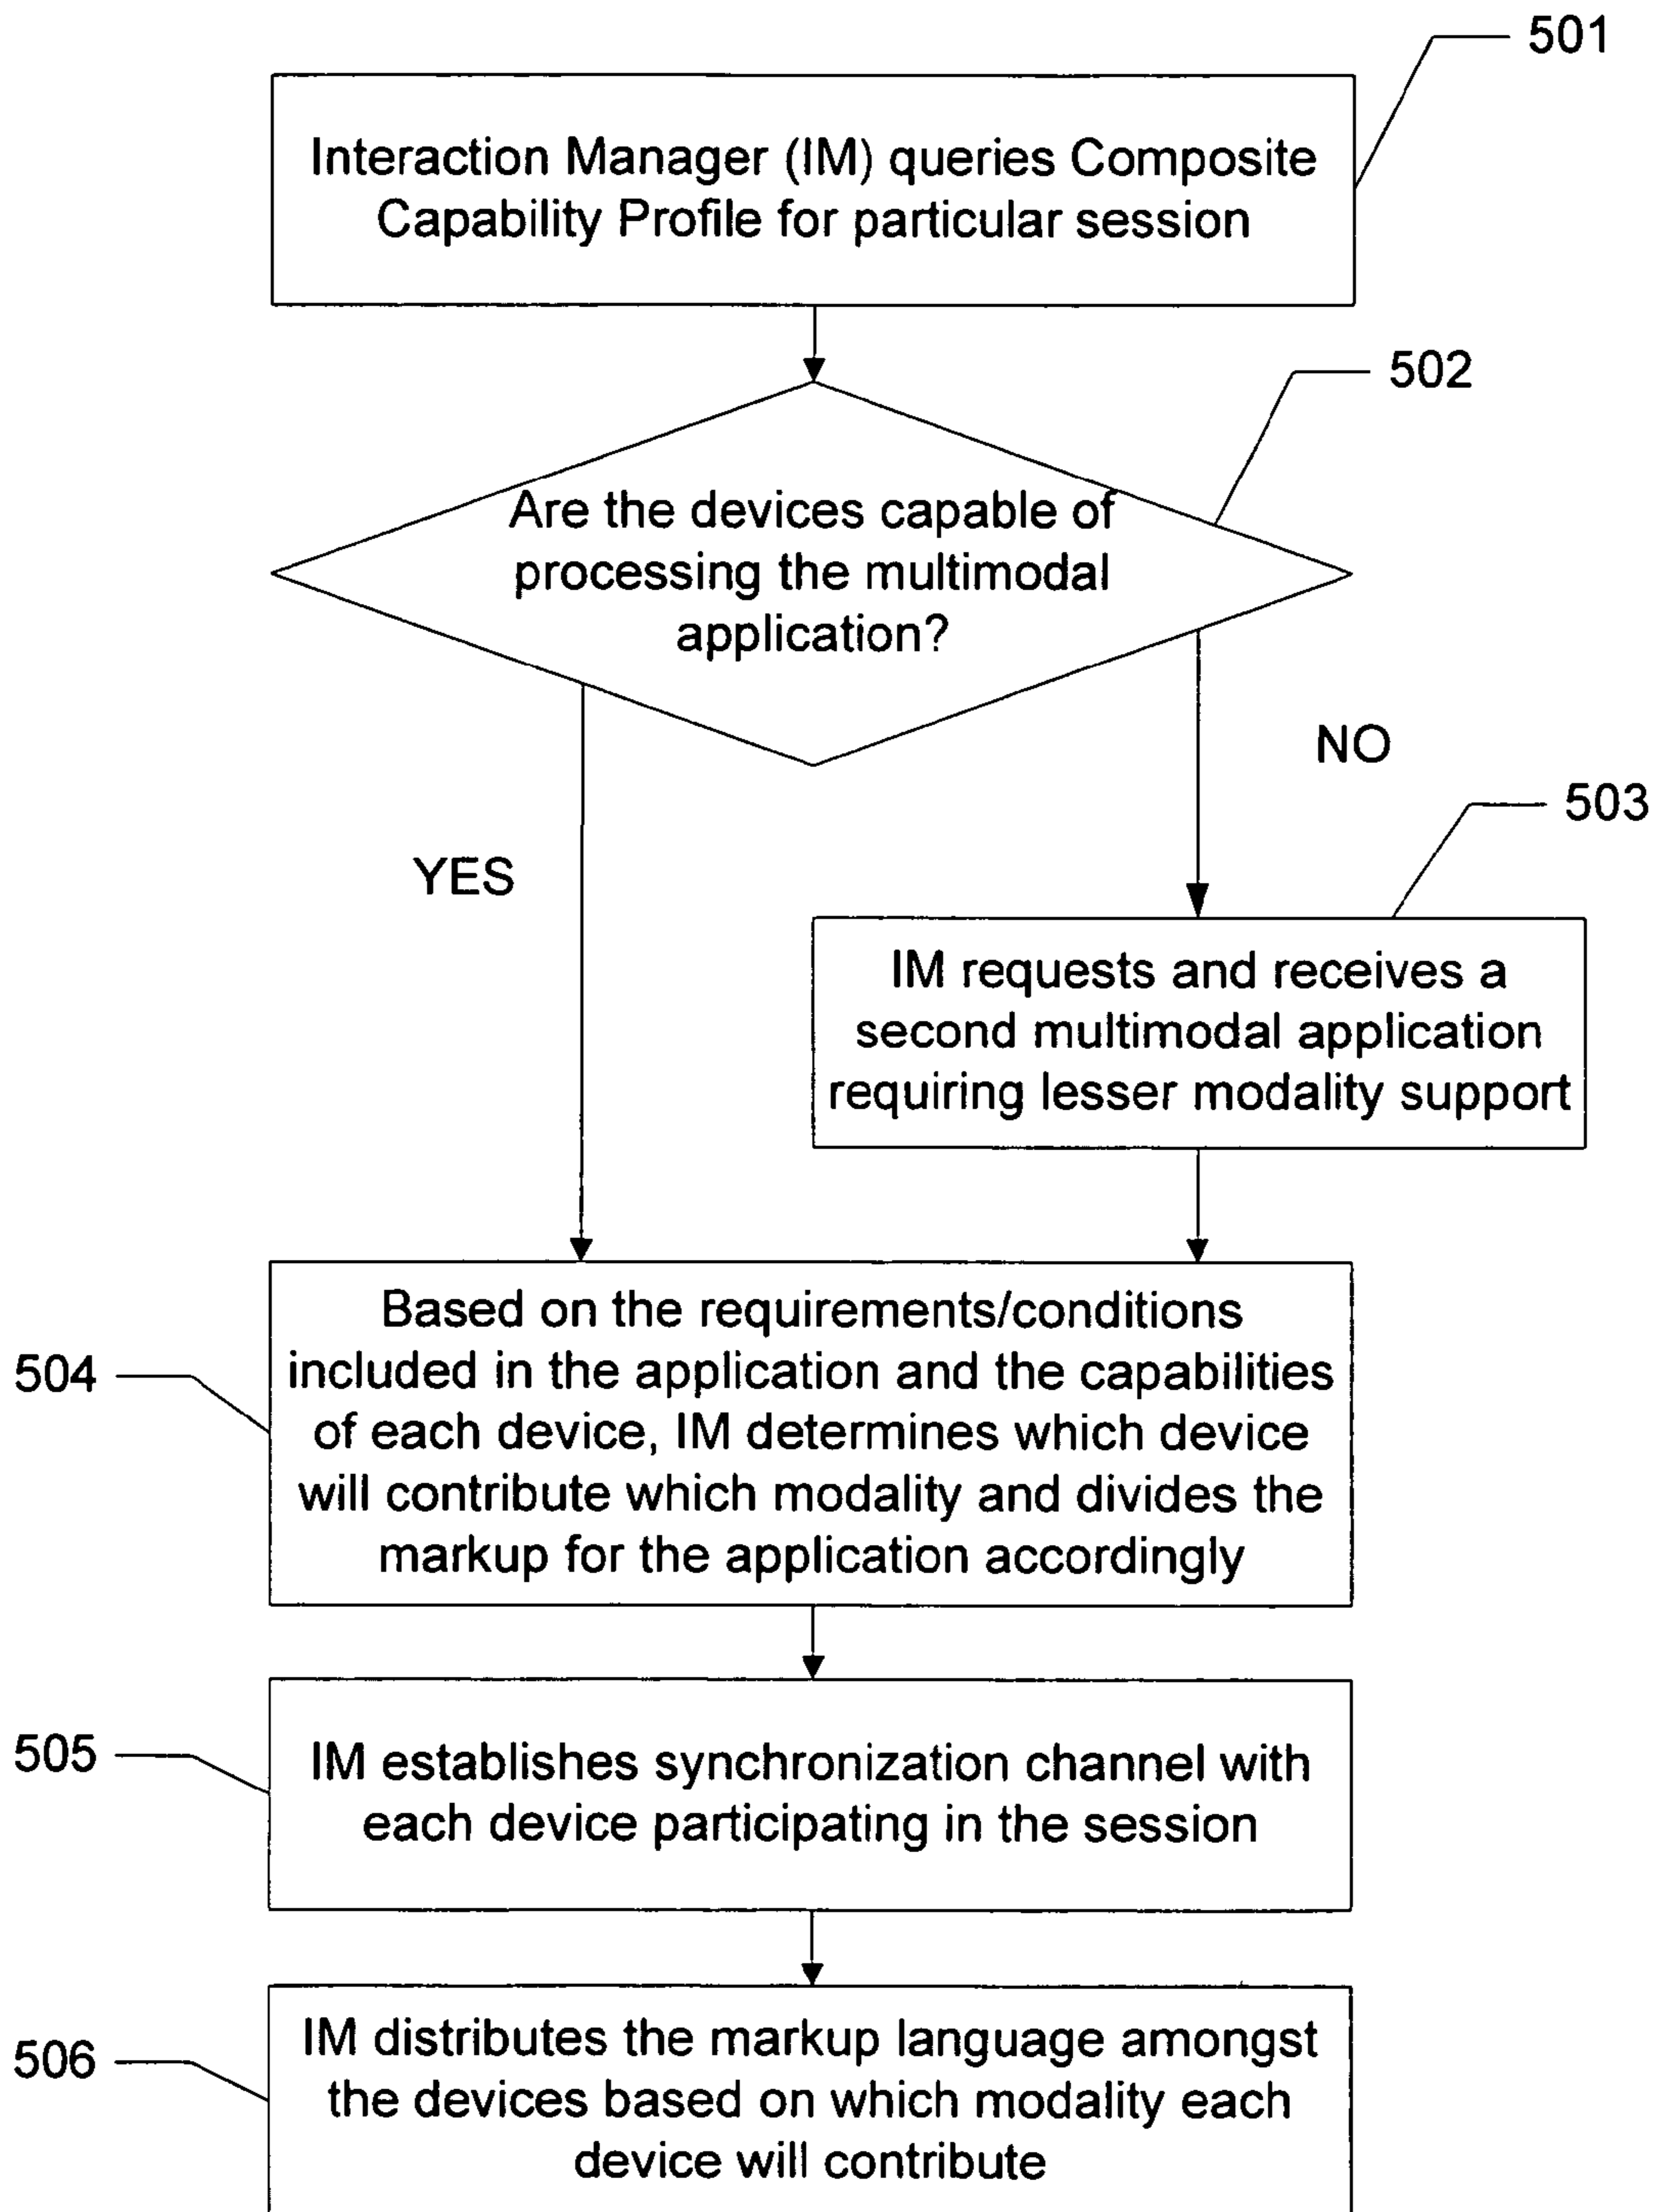 501
Interaction Manager (IM) queries Composite
Capability Profile for particular session
502
Are the devices capable of
processing the multimodal
application?
NO
503
YES
IM requests and receives a
second multimodal application
requiring lesser modality support
504
Based on the requirements/conditions
included in the application and the capabilities
of each device, IM determines which device
will contribute which modality and divides the
markup for the application accordingly
505
IM establishes synchronization channel with
each device participating in the session
506
IM distributes the markup language amongst
the devices based on which modality each
device will contribute